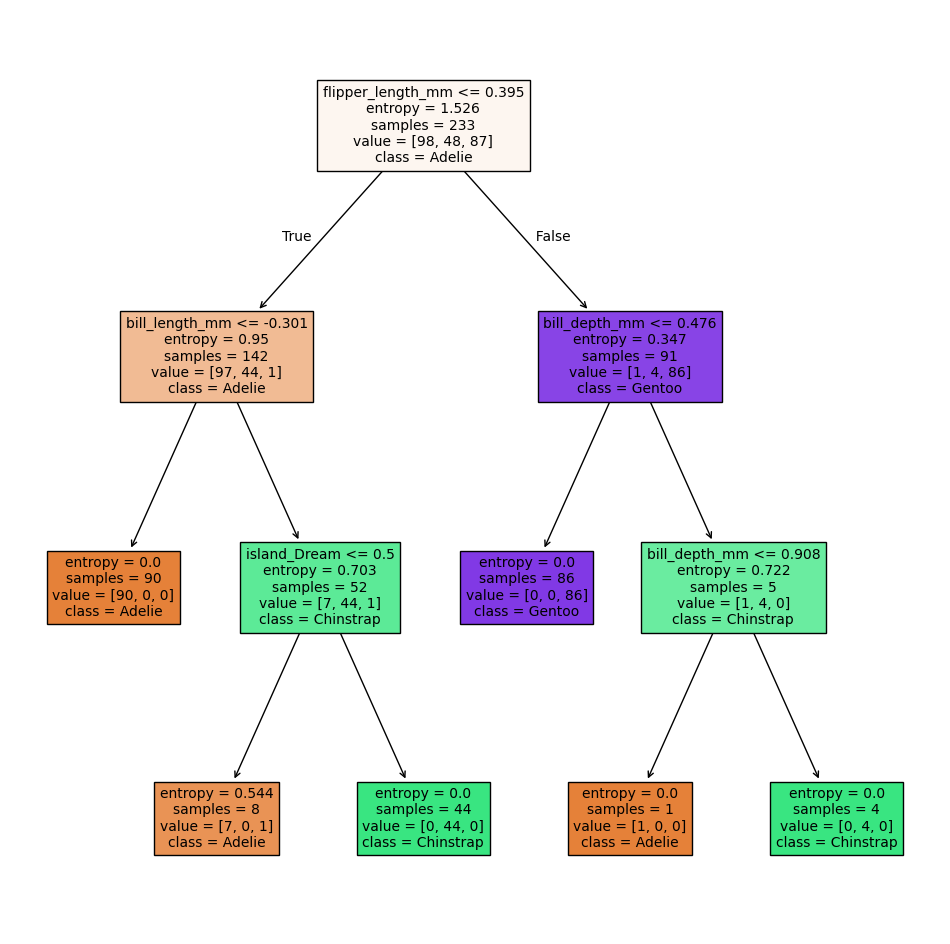 flipper_length_mm <= 0.395
entropy = 1.526
samples = 233
value = [98, 48, 87]
class = Adelie
True
False
bill_length_mm <= -0.301
entropy = 0.95
samples = 142
value = [97, 44, 1]
class = Adelie
bill_depth_mm <= 0.476
entropy = 0.347
samples = 91
value = [1, 4, 86]
class = Gentoo
entropy = 0.0
samples = 90
value = [90, 0, 0]
class = Adelie
island_Dream <= 0.5
entropy = 0.703
samples = 52
value = [7, 44, 1]
class = Chinstrap
entropy = 0.0
samples = 86
value = [0, 0, 86]
class = Gentoo
bill_depth_mm <= 0.908
entropy = 0.722
samples = 5
value = [1, 4, 0]
class = Chinstrap
entropy = 0.544
samples = 8
value = [7, 0, 1]
class = Adelie
entropy = 0.0
samples = 44
value = [0, 44, 0]
class = Chinstrap
entropy = 0.0
samples = 1
value = [1, 0, 0]
class = Adelie
entropy = 0.0
samples = 4
value = [0, 4, 0]
class = Chinstrap